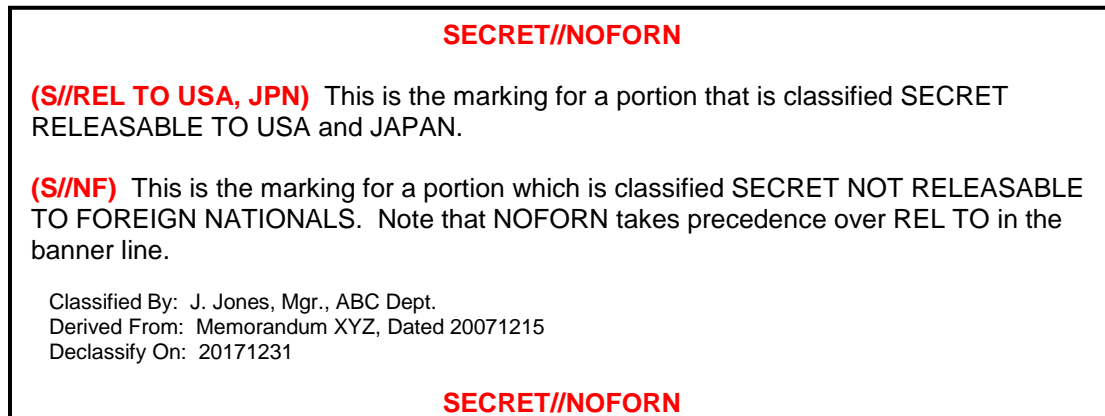 SECRET//NOFORN
(S//REL TO USA, JPN) This is the marking for a portion that is classified SECRET
RELEASABLE TO USA and JAPAN.
(S//NF) This is the marking for a portion which is classified SECRET NOT RELEASABLE
TO FOREIGN NATIONALS. Note that NOFORN takes precedence over REL TO in the
banner line.
Classified By: J. Jones, Mgr., ABC Dept.
Derived From: Memorandum XYZ, Dated 20071215
Declassify On: 20171231
SECRET//NOFORN